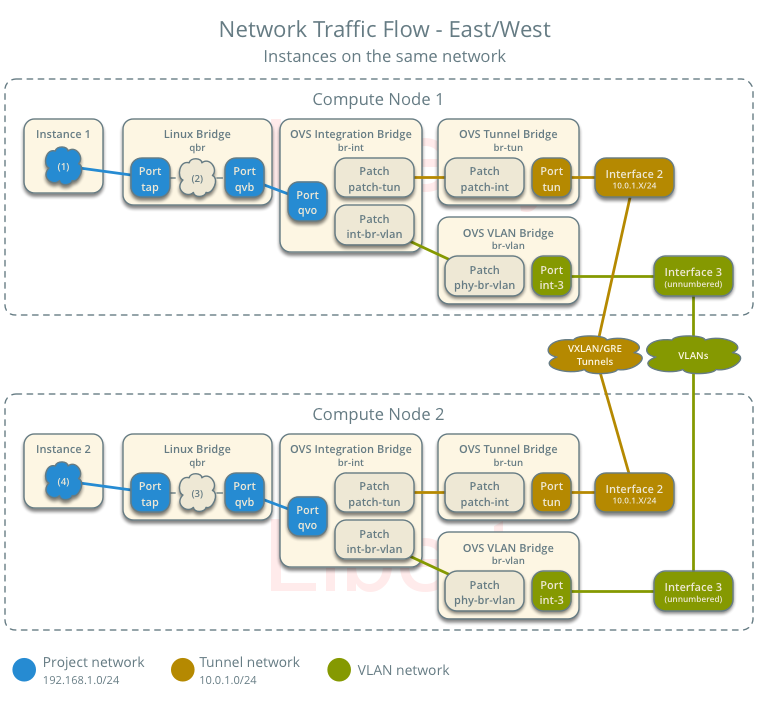 Network Traffic Flow - East/West
Instances on the same network
Compute Node 1
Instance 1
(1)
Linux Bridge
qbr
Port
tap
(2)
Port
qvb
OVS Integration Bridge
br-int
Port
qvo
Patch
patch-tun
Patch
int-br-vlan
OVS Tunnel Bridge
br-tun
Patch
patch-int
Port
tun
OVS VLAN Bridge
br-vlan
Patch
phy-br-vlan
Port
int-3
Interface 2
10.0.1.X/24
Interface 3
(unnumbered)
VXLAN/GRE
Tunnels
VLANs
Compute Node 2
Instance 2
(4)
Linux Bridge
qbr
Port
tap
(3)
Port
qvb
OVS Integration Bridge
br-int
Port
qvo
Patch
patch-tun
Patch
int-br-vlan
OVS Tunnel Bridge
br-tun
Patch
patch-int
Port
tun
OVS VLAN Bridge
br-vlan
Patch
phy-br-vlan
Port
int-3
Interface 2
10.0.1.X/24
Interface 3
(unnumbered)
Project network
192.168.1.0/24
Tunnel network
10.0.1.0/24
VLAN network